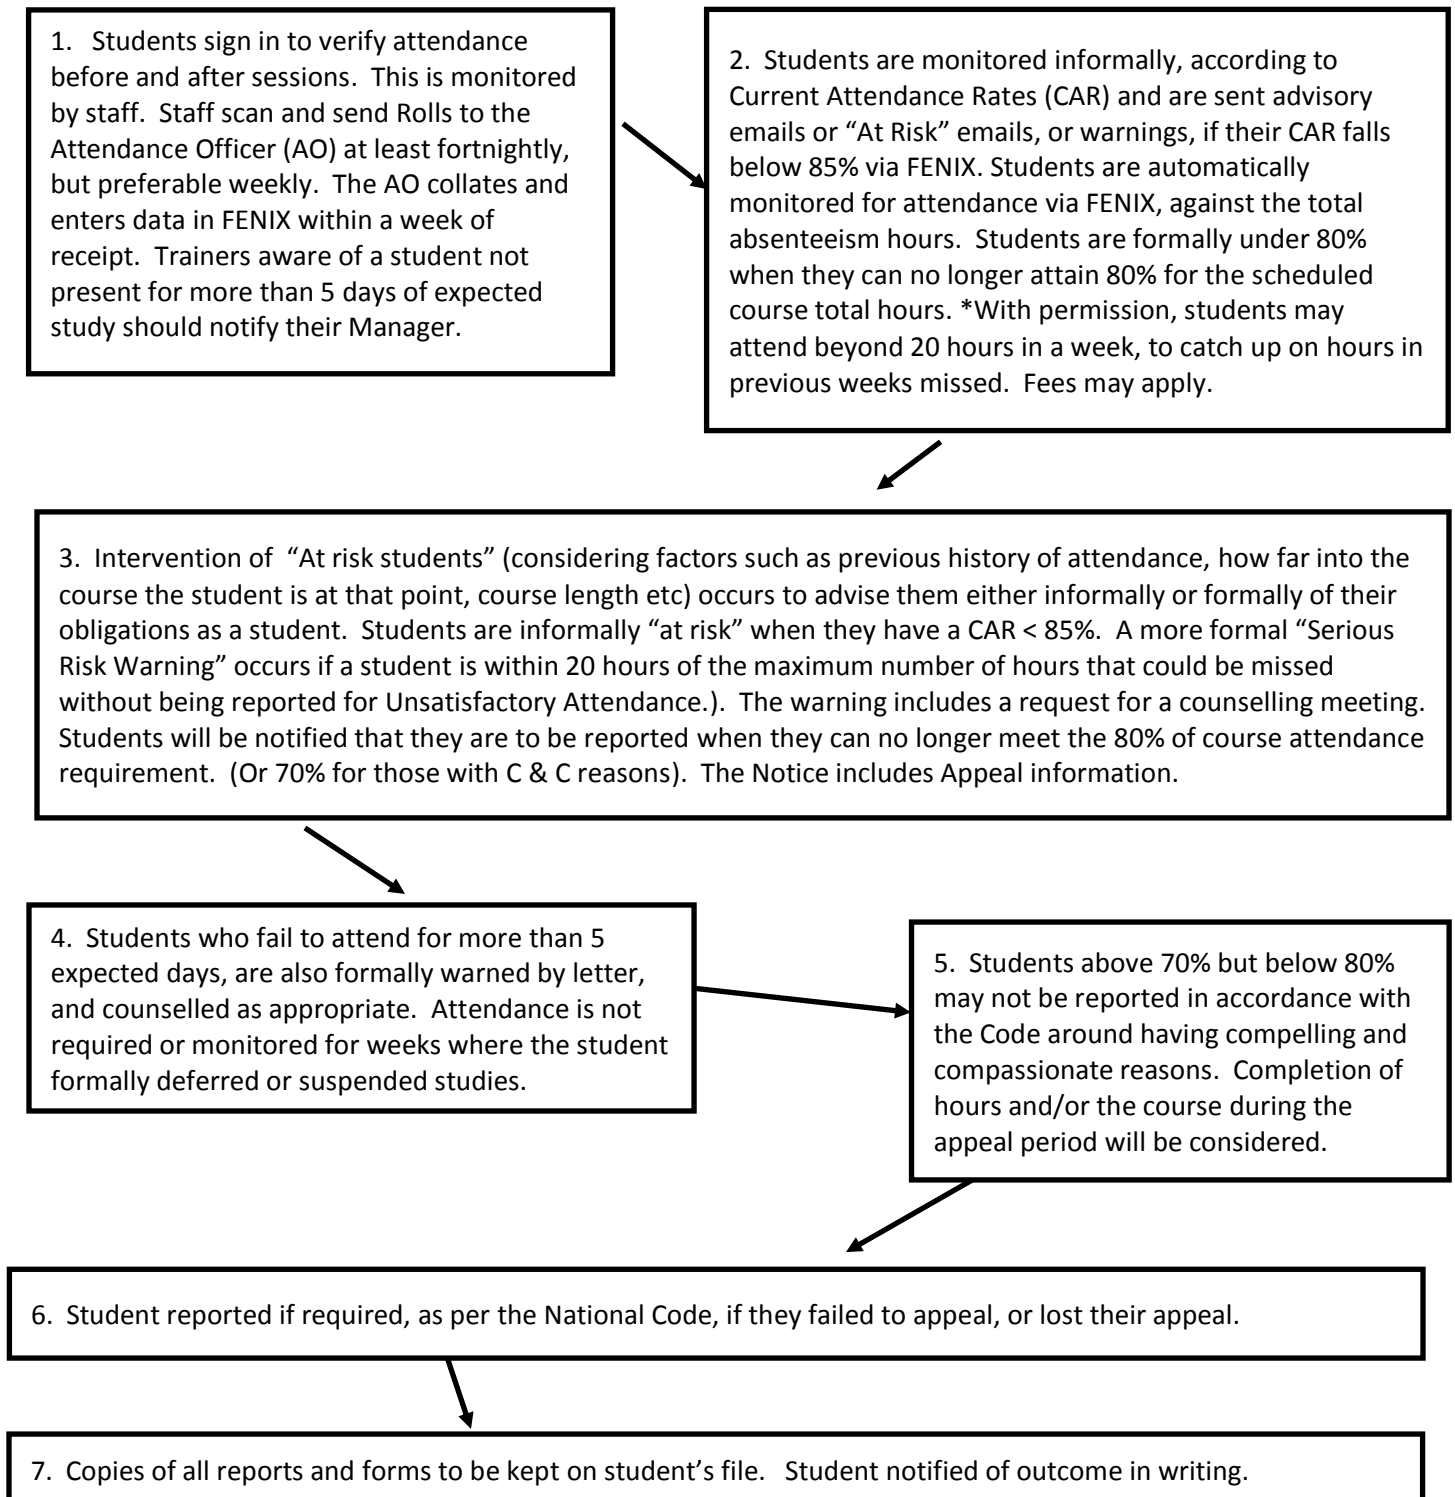 1. Students sign in to verify attendance
before and after sessions. This is monitored
by staff. Staff scan and send Rolls to the
Attendance Officer (AO) at least fortnightly,
but preferable weekly. The AO collates and
enters data in FENIX within a week of
receipt. Trainers aware of a student not
present for more than 5 days of expected
study should notify their Manager.
2. Students are monitored informally, according to
Current Attendance Rates (CAR) and are sent advisory
emails or “At Risk” emails, or warnings, if their CAR falls
below 85% via FENIX. Students are automatically
monitored for attendance via FENIX, against the total
absenteeism hours. Students are formally under 80%
when they can no longer attain 80% for the scheduled
course total hours. *With permission, students may
attend beyond 20 hours in a week, to catch up on hours in
previous weeks missed. Fees may apply.
3. Intervention of “At risk students” (considering factors such as previous history of attendance, how far into the
course the student is at that point, course length etc) occurs to advise them either informally or formally of their
obligations as a student. Students are informally “at risk” when they have a CAR < 85%. A more formal “Serious
Risk Warning” occurs if a student is within 20 hours of the maximum number of hours that could be missed
without being reported for Unsatisfactory Attendance.). The warning includes a request for a counselling meeting.
Students will be notified that they are to be reported when they can no longer meet the 80% of course attendance
requirement. (Or 70% for those with C & C reasons). The Notice includes Appeal information.
4. Students who fail to attend for more than 5
expected days, are also formally warned by letter,
and counselled as appropriate. Attendance is not
required or monitored for weeks where the student
formally deferred or suspended studies.
5. Students above 70% but below 80%
may not be reported in accordance with
the Code around having compelling and
compassionate reasons. Completion of
hours and/or the course during the
appeal period will be considered.
6. Student reported if required, as per the National Code, if they failed to appeal, or lost their appeal.
7. Copies of all reports and forms to be kept on student’s file. Student notified of outcome in writing.